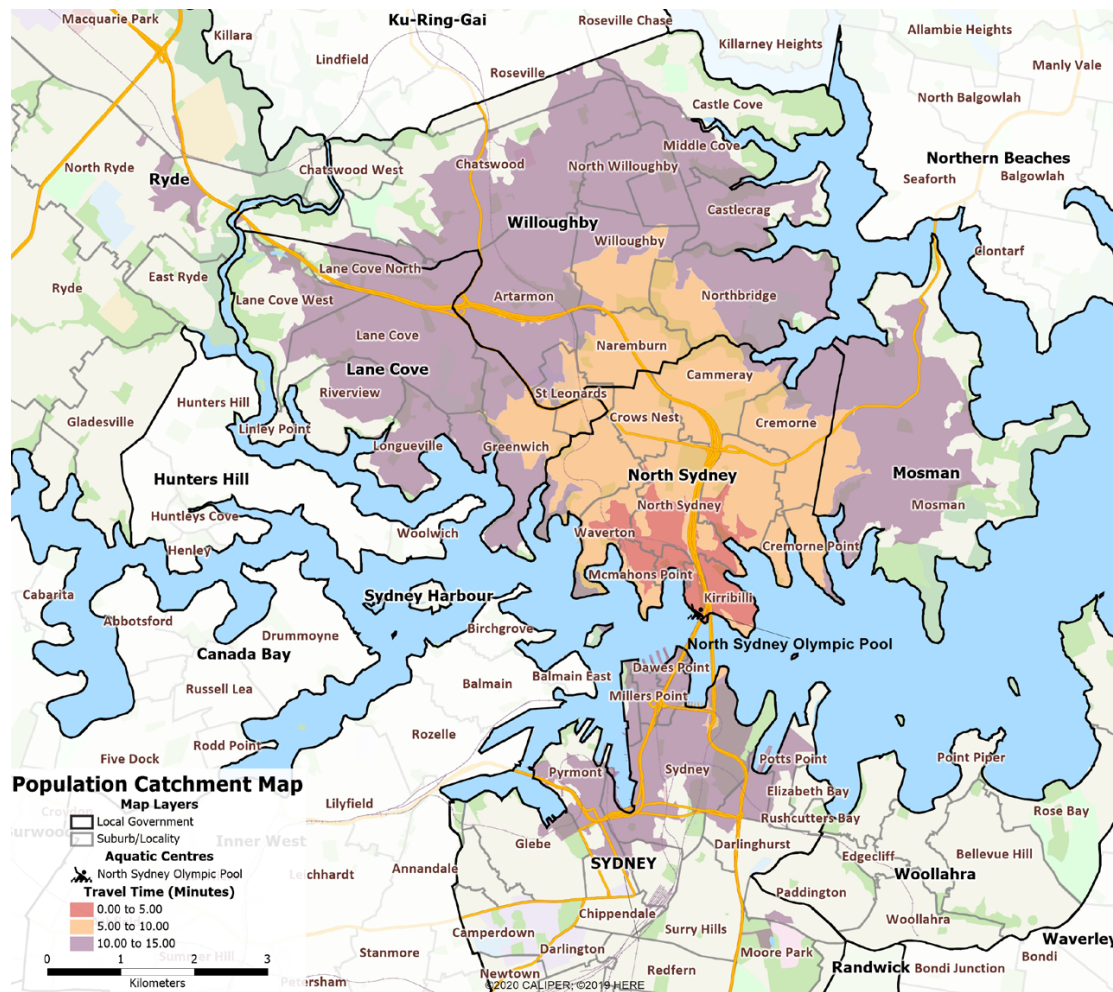 Macquarie Park
Ku-Ring-Gai
Roseville Chase
Killara
Killarney Heights
Allambie Heights
Lindfield
Roseville
Manly Vale
Castle Cove
North Balgowlah
Middle Cove
North Ryde
Ryde
Chatswood West
Chatswood
North Willoughby
Northern Beaches
Seaforth
Balgowlah
Castlecrag
Willoughby
Willoughby
Clontarf
Lane Cove North
East Ryde
Ryde
Lane Cove West
Artarmon
Northbridge
Lane Cove
Naremburn
Lane Cove
Cammeray
Riverview
St Leonards
Hunters Hill
Crows Nest
Cremorne
Gladesville
Linley Point
Longueville
Greenwich
Hunters Hill
North Sydney
Mosman
North Sydney
Mosman
Huntleys Cove
Woolwich
Waverton
Henley
Cremorne Point
Mcmahons Point
Cabarita
Sydney Harbour
Kirribilli
Abbotsford
Birchgrove
Drummoyne
North Sydney Olympic Pool
Canada Bay
Dawes Point
Balmain East
Balmain
Russell Lea
Millers Point
Rozelle
Rodd Point
Five Dock
Potts Point
Point Piper
Pyrmont
Sydney
Elizabeth Bay
Lilyfield
Rushcutters Bay
Rose Bay
Glebe
Darlinghurst
Inner West
Edgecliff
Bellevue Hill
SYDNEY
Annandale
Leichhardt
Woollahra
Paddington
Chippendale
Woollahra
Camperdown
Surry Hills
Darlington
Stanmore
Moore Park
Waverley
Bondi
Newtown
Redfern
Randwick
Bondi Junction
Petersham
Summer Hill
Population Catchment Map
Map Layers
Local Government
Suburb/Locality
Aquatic Centres
North Sydney Olympic Pool
Travel Time (Minutes)
0.00 to 5.00
5.00 to 10.00
10.00 to 15.00
0 1 2 3
Kilometers
©2020 CALIPER; ©2019 HERE